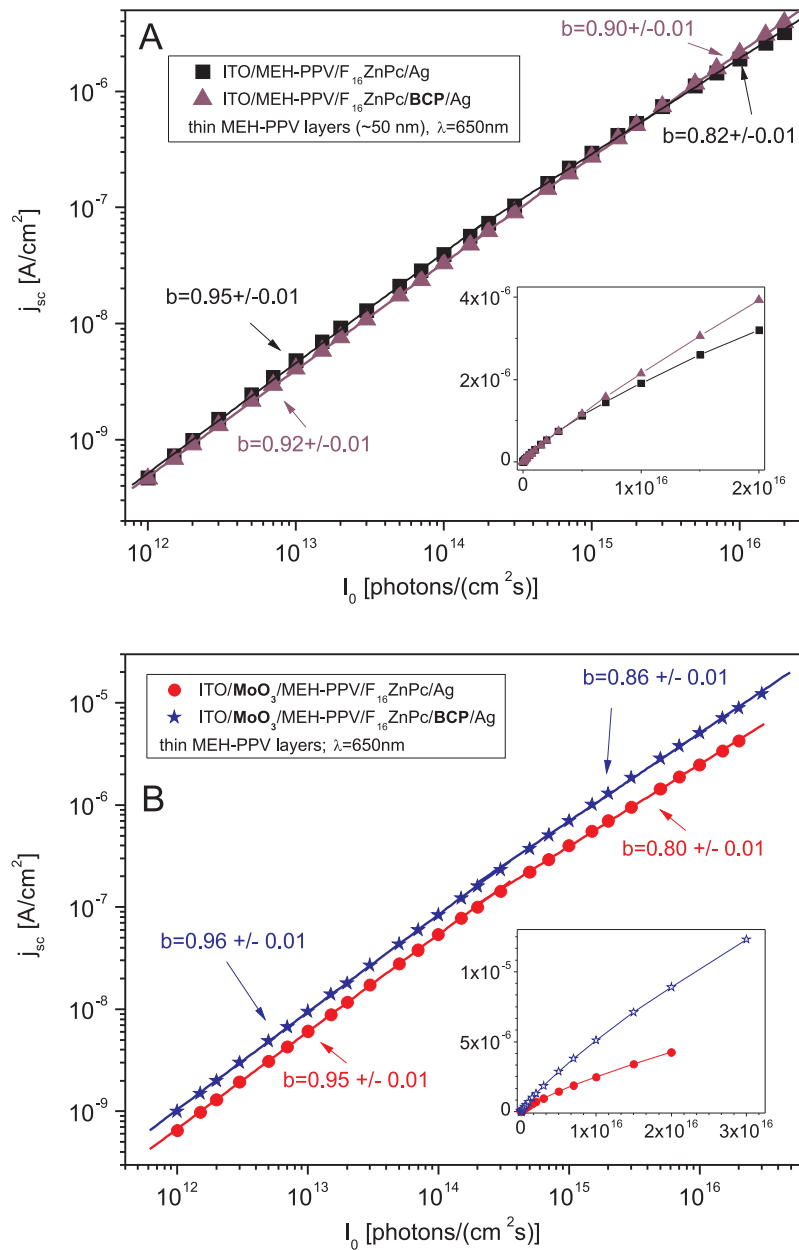 A
ITO/MEH-PPV/F₁₆ZnPc/Ag
ITO/MEH-PPV/F₁₆ZnPc/BCP/Ag
thin MEH-PPV layers (~50 nm), λ=650nm
b=0.90+/-0.01
b=0.82+/-0.01
b=0.95+/-0.01
b=0.92+/-0.01
10⁻⁶
10⁻⁷
10⁻⁸
10⁻⁹
j_sc [A/cm²]
4x10⁻⁶
2x10⁻⁶
0
0 1x10¹⁶ 2x10¹⁶
10¹² 10¹³ 10¹⁴ 10¹⁵ 10¹⁶
I₀ [photons/(cm²s)]
ITO/MoO₃/MEH-PPV/F₁₆ZnPc/Ag
ITO/MoO₃/MEH-PPV/F₁₆ZnPc/BCP/Ag
thin MEH-PPV layers; λ=650nm
B
b=0.86 +/- 0.01
b=0.80 +/- 0.01
b=0.96 +/- 0.01
b=0.95 +/- 0.01
10⁻⁵
10⁻⁶
10⁻⁷
10⁻⁸
10⁻⁹
j_sc [A/cm²]
1x10⁻⁵
5x10⁻⁶
0
0 1x10¹⁶ 2x10¹⁶ 3x10¹⁶
10¹² 10¹³ 10¹⁴ 10¹⁵ 10¹⁶
I₀ [photons/(cm²s)]